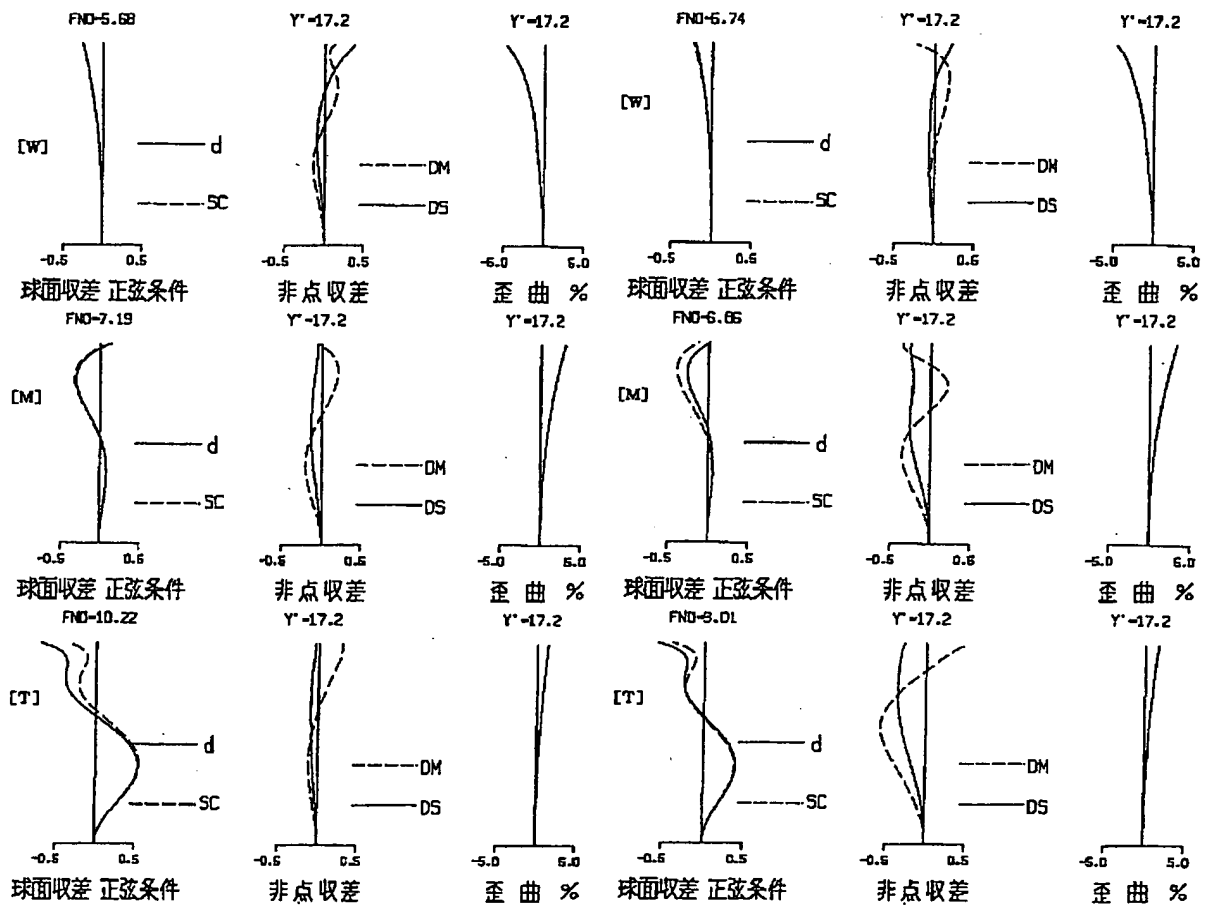 FNO-5.68 Y'-17.2 Y'-17.2 FNO-5.74 Y'-17.2 Y'-17.2
[W] d SC DM DS [W] d SC DM DS
-0.5 0.5 -0.5 0.5 -5.0 5.0 -0.5 0.5 -0.5 0.5 -5.0 5.0
球面収差 正弦条件 非点収差 歪曲 % 球面収差 正弦条件 非点収差 歪曲 %
FNO-7.19 Y'-17.2 Y'-17.2 FNO-6.86 Y'-17.2 Y'-17.2
[M] d SC DM DS [M] d SC DM DS
-0.5 0.5 -0.5 0.5 -5.0 5.0 -0.5 0.5 -0.5 0.5 -5.0 5.0
球面収差 正弦条件 非点収差 歪曲 % 球面収差 正弦条件 非点収差 歪曲 %
FNO-10.22 Y'-17.2 Y'-17.2 FNO-9.01 Y'-17.2 Y'-17.2
[T] d SC DM DS [T] d SC DM DS
-0.5 0.5 -0.5 0.5 -5.0 5.0 -0.5 0.5 -0.5 0.5 -5.0 5.0
球面収差 正弦条件 非点収差 歪曲 % 球面収差 正弦条件 非点収差 歪曲 %